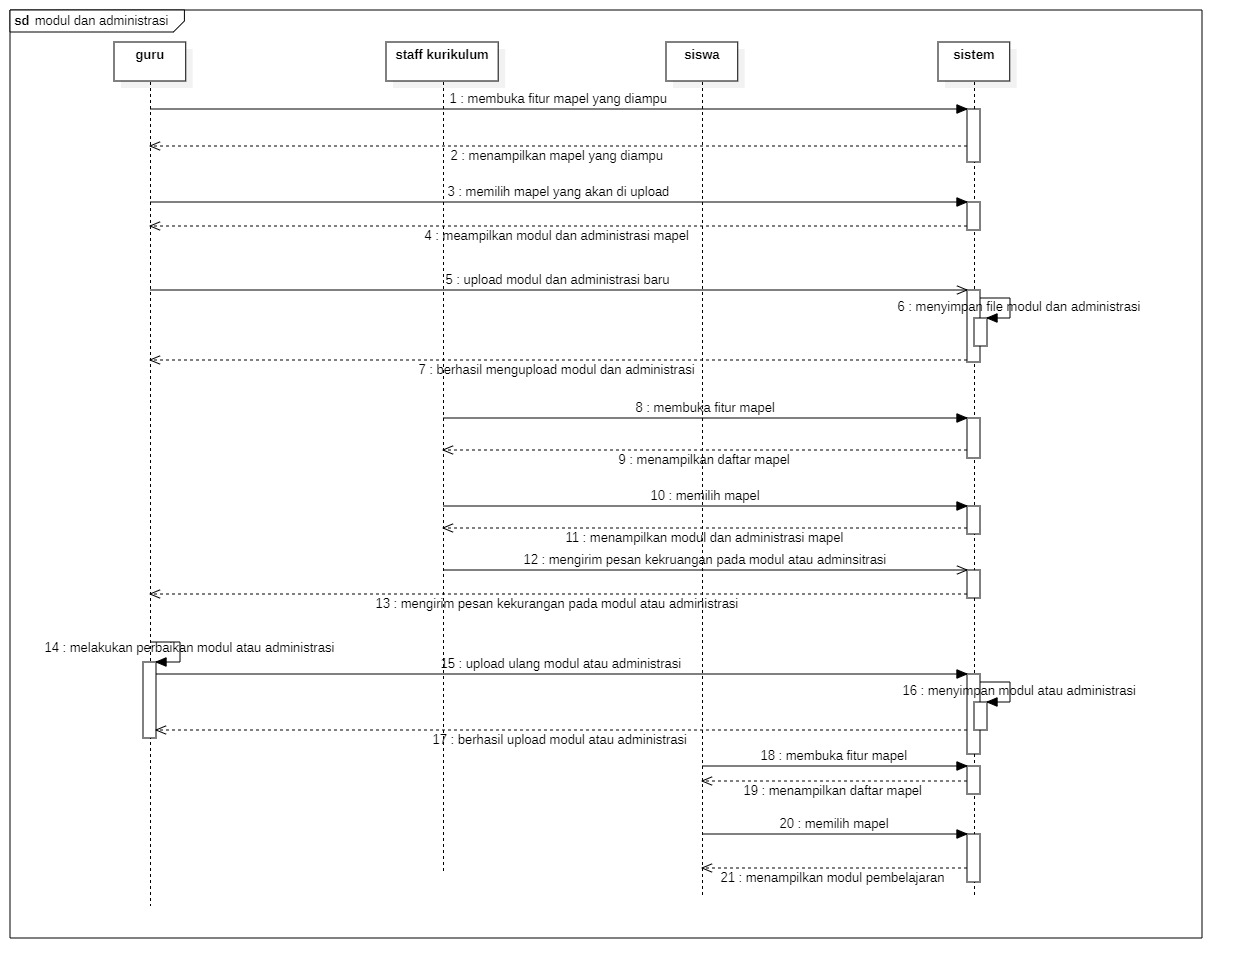 sd modul dan administrasi
guru
staff kurikulum
siswa
sistem
1 : membuka fitur mapel yang diampu
2 : menampilkan mapel yang diampu
3 : memilih mapel yang akan di upload
4 : meampilkan modul dan administrasi mapel
5 : upload modul dan administrasi baru
6 : menyimpan file modul dan administrasi
7 : berhasil mengupload modul dan administrasi
8 : membuka fitur mapel
9 : menampilkan daftar mapel
10 : memilih mapel
11 : menampilkan modul dan administrasi mapel
12 : mengirim pesan kekruangan pada modul atau adminsitrasi
13 : mengirim pesan kekurangan pada modul atau administrasi
14 : melakukan perbaikan modul atau administrasi
15 : upload ulang modul atau administrasi
16 : menyimpan modul atau administrasi
17 : berhasil upload modul atau administrasi
18 : membuka fitur mapel
19 : menampilkan daftar mapel
20 : memilih mapel
21 : menampilkan modul pembelajaran